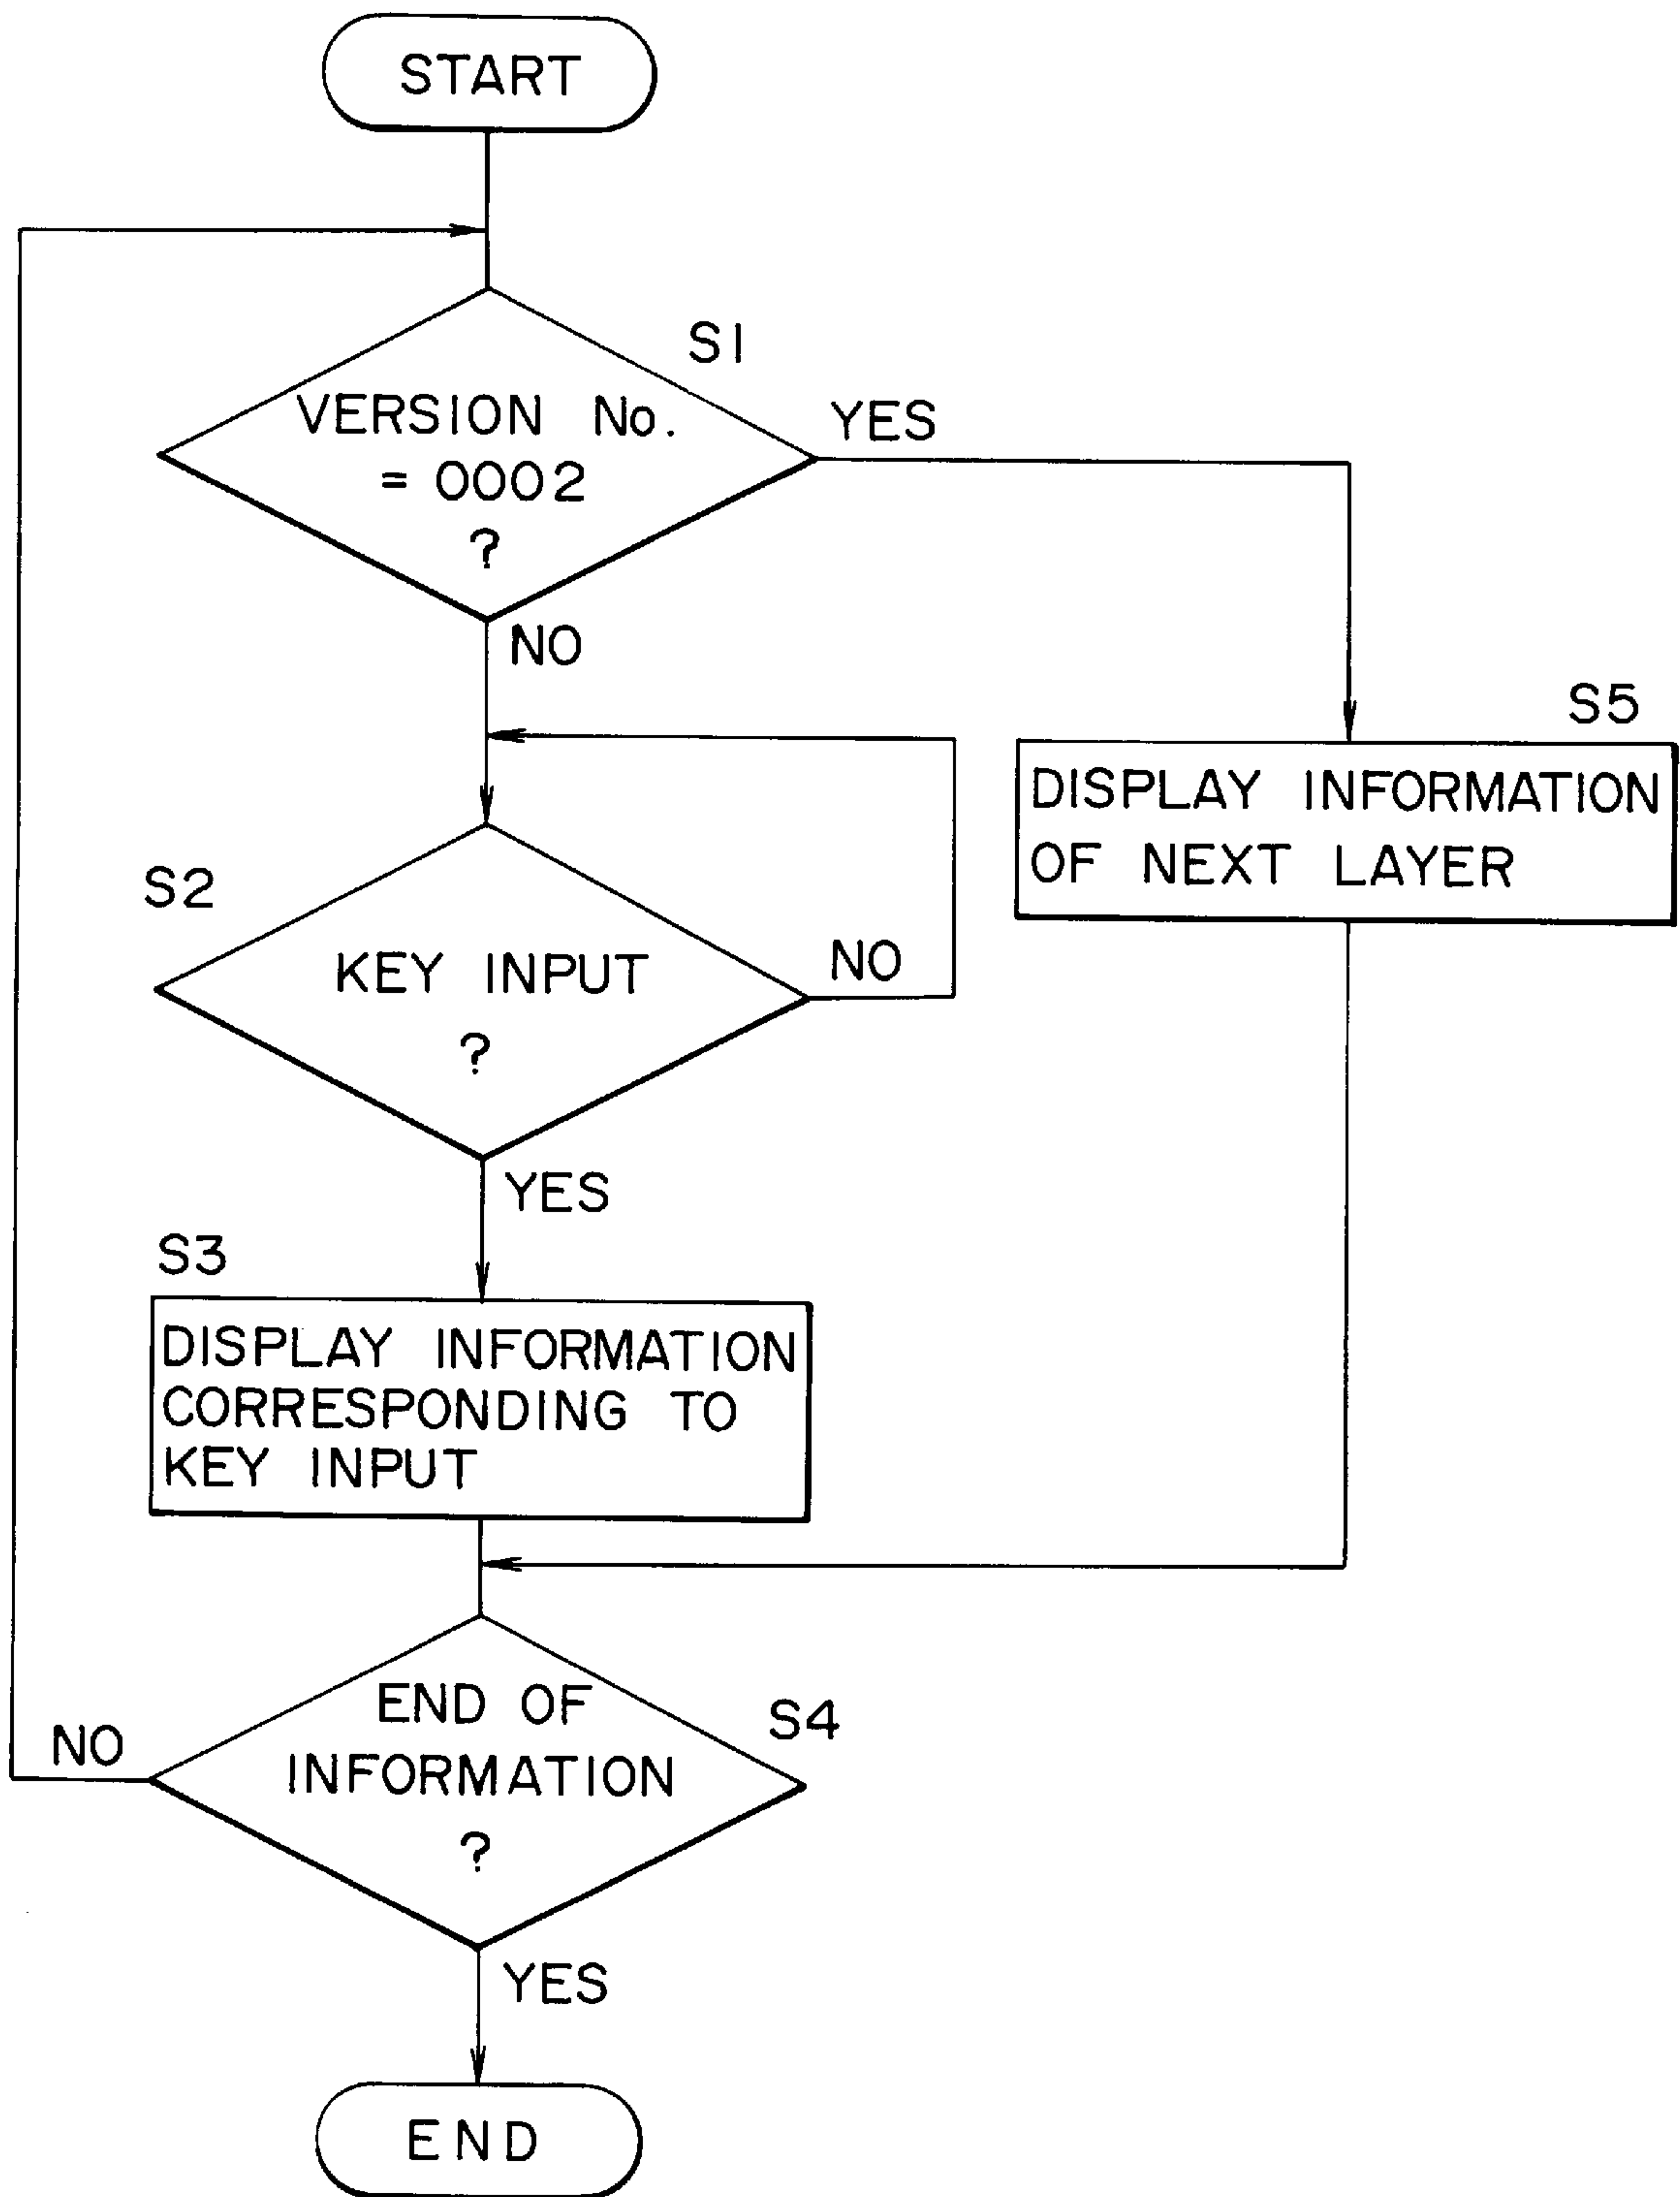 START
S1
VERSION No.
= 0002
?
YES
NO
S5
DISPLAY INFORMATION
OF NEXT LAYER
S2
KEY INPUT
?
NO
YES
S3
DISPLAY INFORMATION
CORRESPONDING TO
KEY INPUT
END OF
INFORMATION
?
S4
NO
YES
END